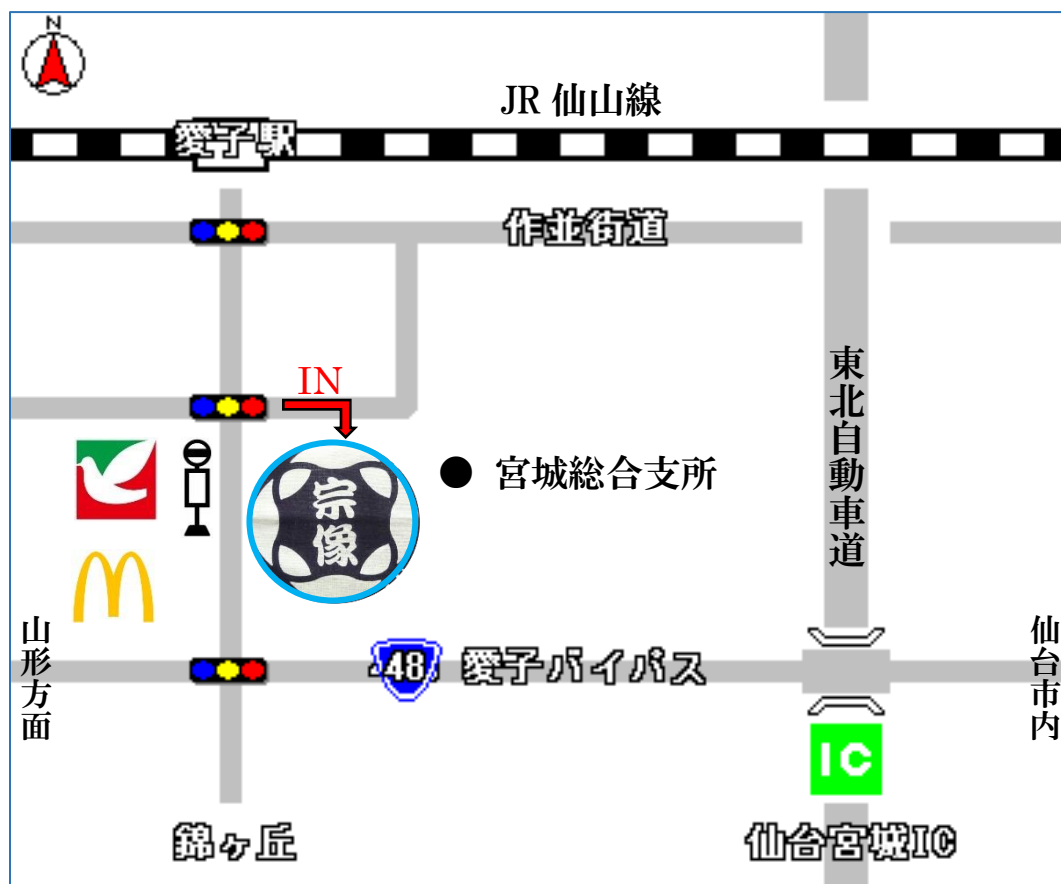 N
JR 仙山線
愛子駅
作並街道
IN
東北自動車道
宗像
宮城総合支所
山形方面
48
愛子バイパス
仙台市内
IC
錦ヶ丘
仙台宮城IC